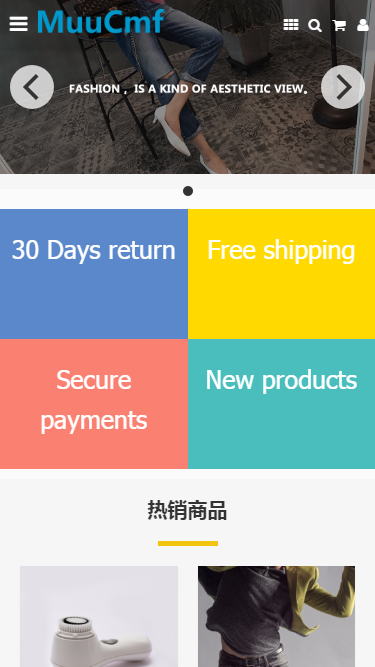 MuuCmf
FASHION ，IS A KIND OF AESTHETIC VIEW。
30 Days return
Free shipping
Secure
payments
New products
热销商品